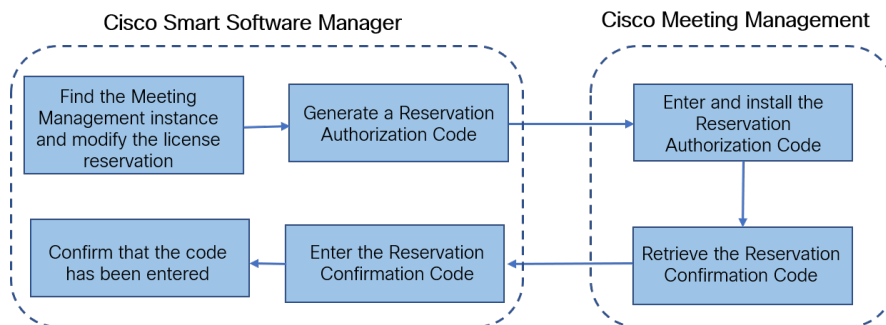 Cisco Smart Software Manager
Cisco Meeting Management
Find the Meeting
Management instance
and modify the license
reservation
Generate a Reservation
Authorization Code
Enter and install the
Reservation
Authorization Code
Retrieve the Reservation
Confirmation Code
Enter the Reservation
Confirmation Code
Confirm that the code
has been entered